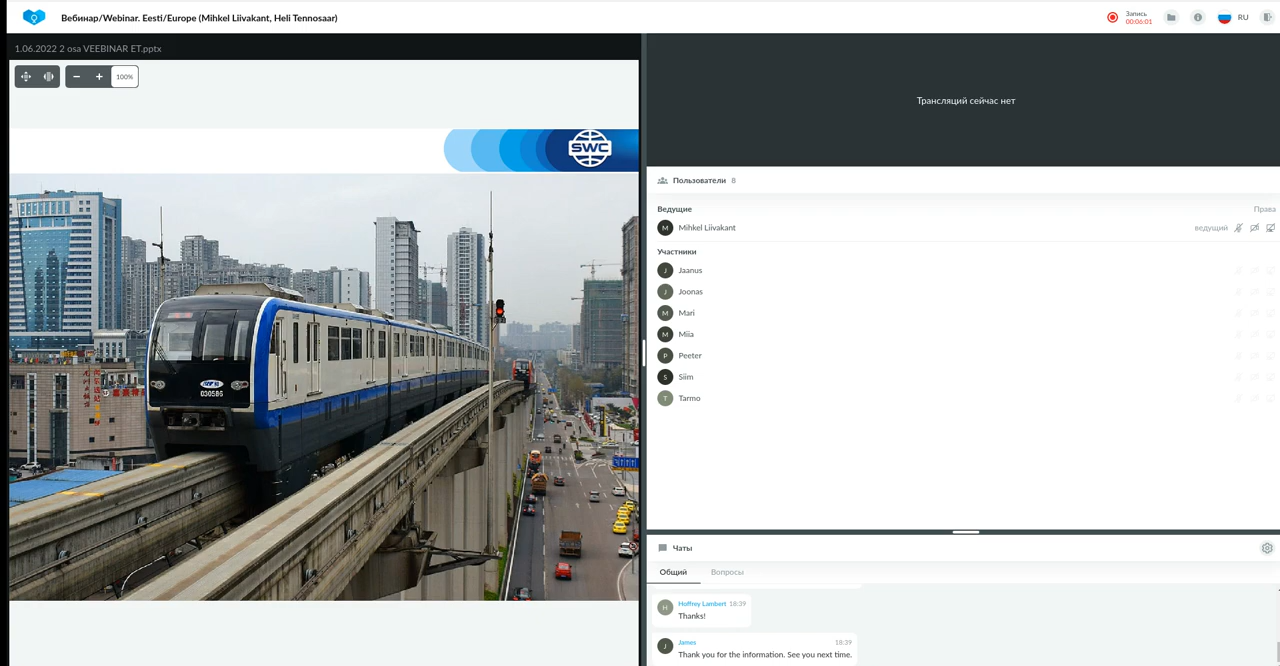 Вебинар/Webinar. Eesti/Europe (Mihkel Liivakant, Heli Tennosaar)
Запись
00:06:01
RU
1.06.2022 2 osa VEEBINAR ET.pptx
100%
SWC
030586
Трансляций сейчас нет
Пользователи 8
Ведущие Права
M Mihkel Liivakant ведущий
Участники
J Jaanus
J Joonas
M Mari
M Miia
P Peeter
S Siim
T Tarmo
Чаты
Общий Вопросы
H Hoffrey Lambert 18:39
Thanks!
J James 18:39
Thank you for the information. See you next time.